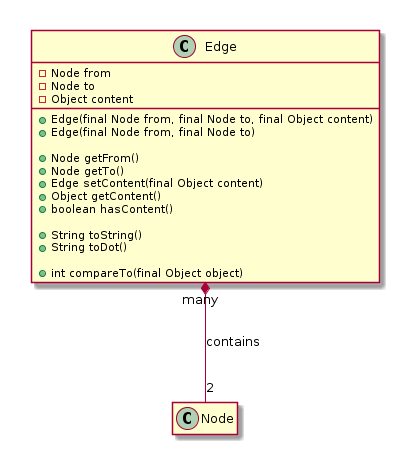 C Edge
Node from
Node to
Object content
Edge(final Node from, final Node to, final Object content)
Edge(final Node from, final Node to)
Node getFrom()
Node getTo()
Edge setContent(final Object content)
Object getContent()
boolean hasContent()
String toString()
String toDot()
int compareTo(final Object object)
many
contains
2
C Node